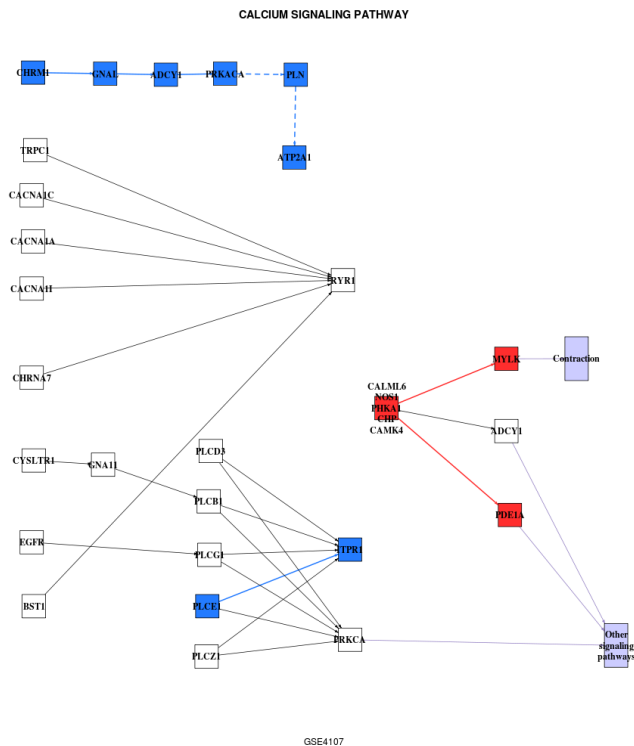 CALCIUM SIGNALING PATHWAY
CHRM1
GNAL
ADCY1
PRKACA
PLN
ATP2A1
TRPC1
CACNA1C
CACNA1A
CACNA1I
RYR1
CHRNA7
MYLK
Contraction
CALML6
NOS1
PHKA1
CHP
CAMK4
ADCY1
PLCD3
CYSLTR1
GNA11
PLCB1
PDE1A
EGFR
PLCG1
ITPR1
BST1
PLCE1
PRKCA
PLCZ1
Other
signaling
pathways
GSE4107